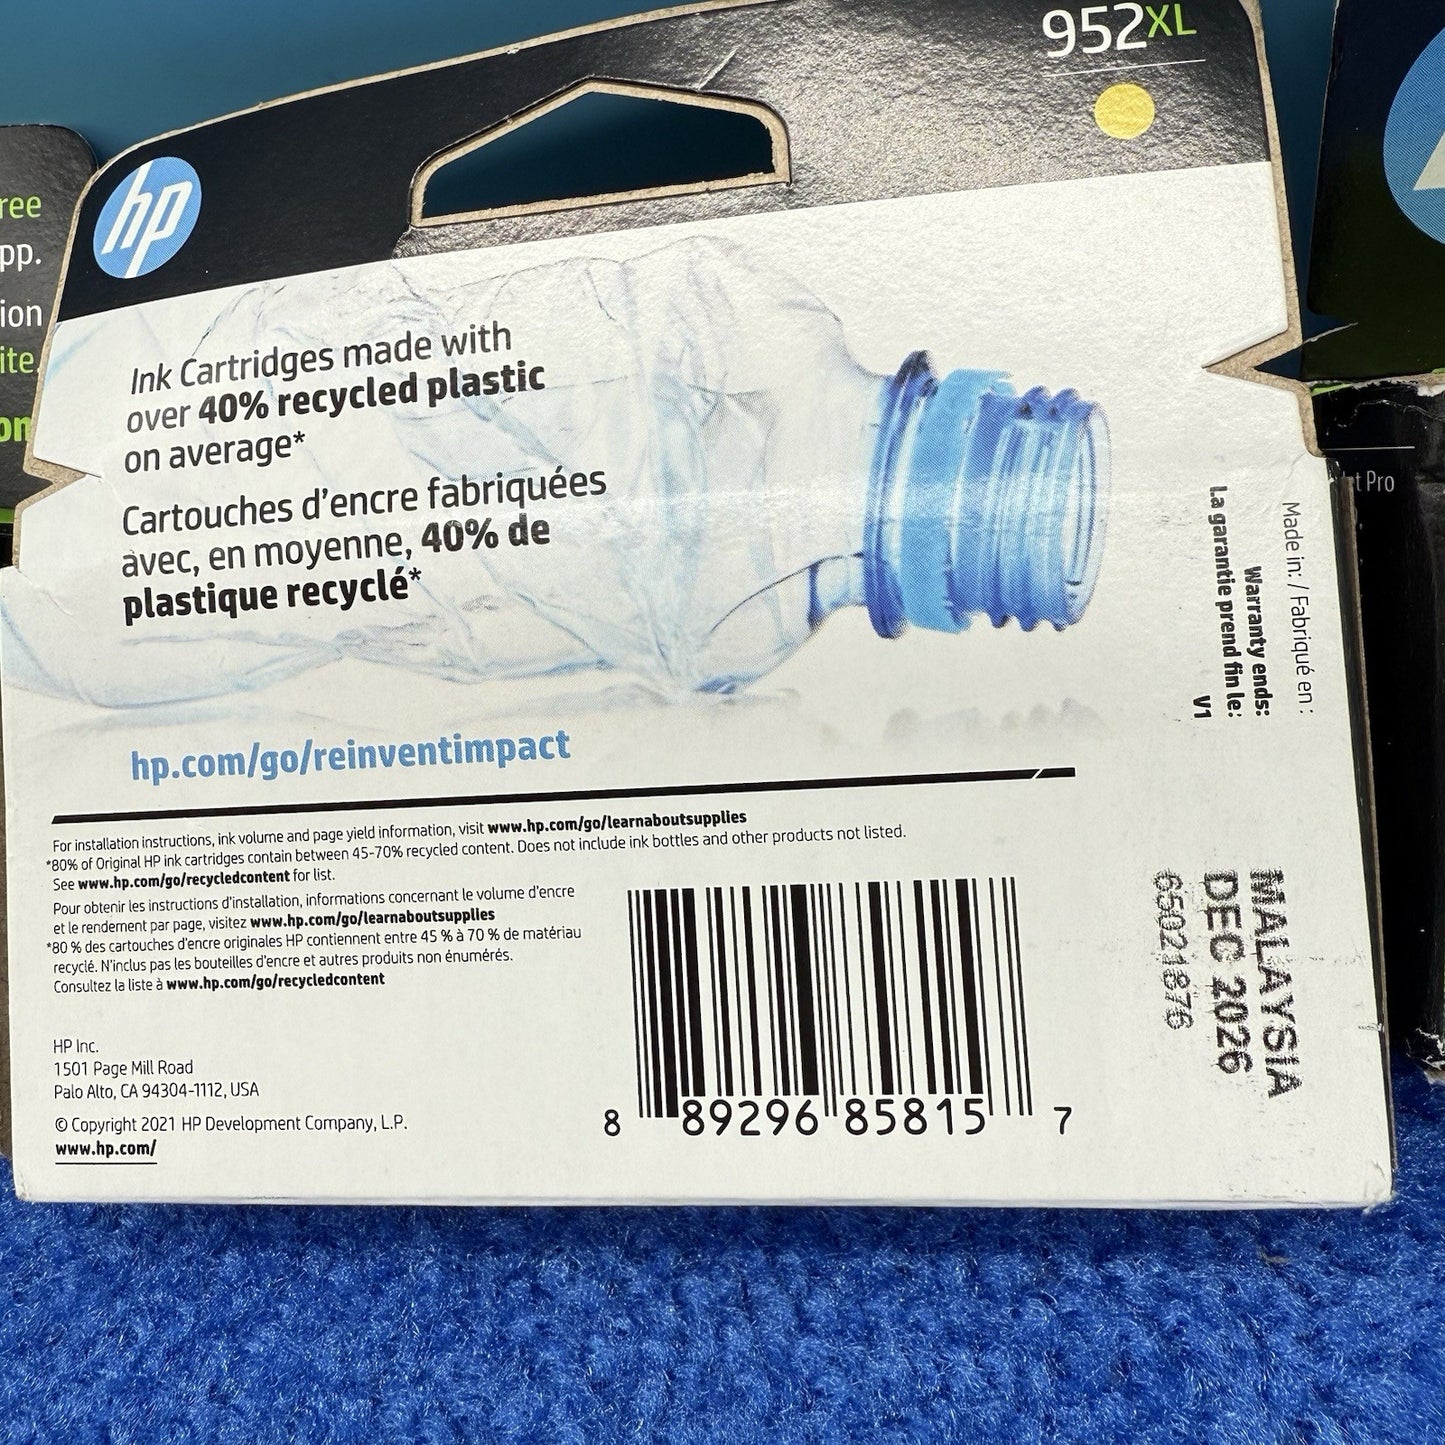 952XL
hp
ree
pp.
ion
ite.
on
Ink Cartridges made with
over 40% recycled plastic
on average*
Cartouches d'encre fabriquées
avec, en moyenne, 40% de
plastique recyclé*
hp.com/go/reinventimpact
For installation instructions, ink volume and page yield information, visit www.hp.com/go/learnaboutsupplies
*80% of Original HP ink cartridges contain between 45-70% recycled content. Does not include ink bottles and other products not listed.
See www.hp.com/go/recycledcontent for list.
Pour obtenir les instructions d'installation, informations concernant le volume d'encre
et le rendement par page, visitez www.hp.com/go/learnaboutsupplies
*80 % des cartouches d'encre originales HP contiennent entre 45 % à 70 % de matériau
recyclé. N'inclus pas les bouteilles d'encre et autres produits non énumérés.
Consultez la liste à www.hp.com/go/recycledcontent
HP Inc.
1501 Page Mill Road
Palo Alto, CA 94304-1112, USA
© Copyright 2021 HP Development Company, L.P.
www.hp.com/
8 89296 85815 7
Made in: / Fabriqué en :
Warranty ends:
La garantie prend fin le:
V1
MALAYSIA
DEC 2026
65021876
t Pro